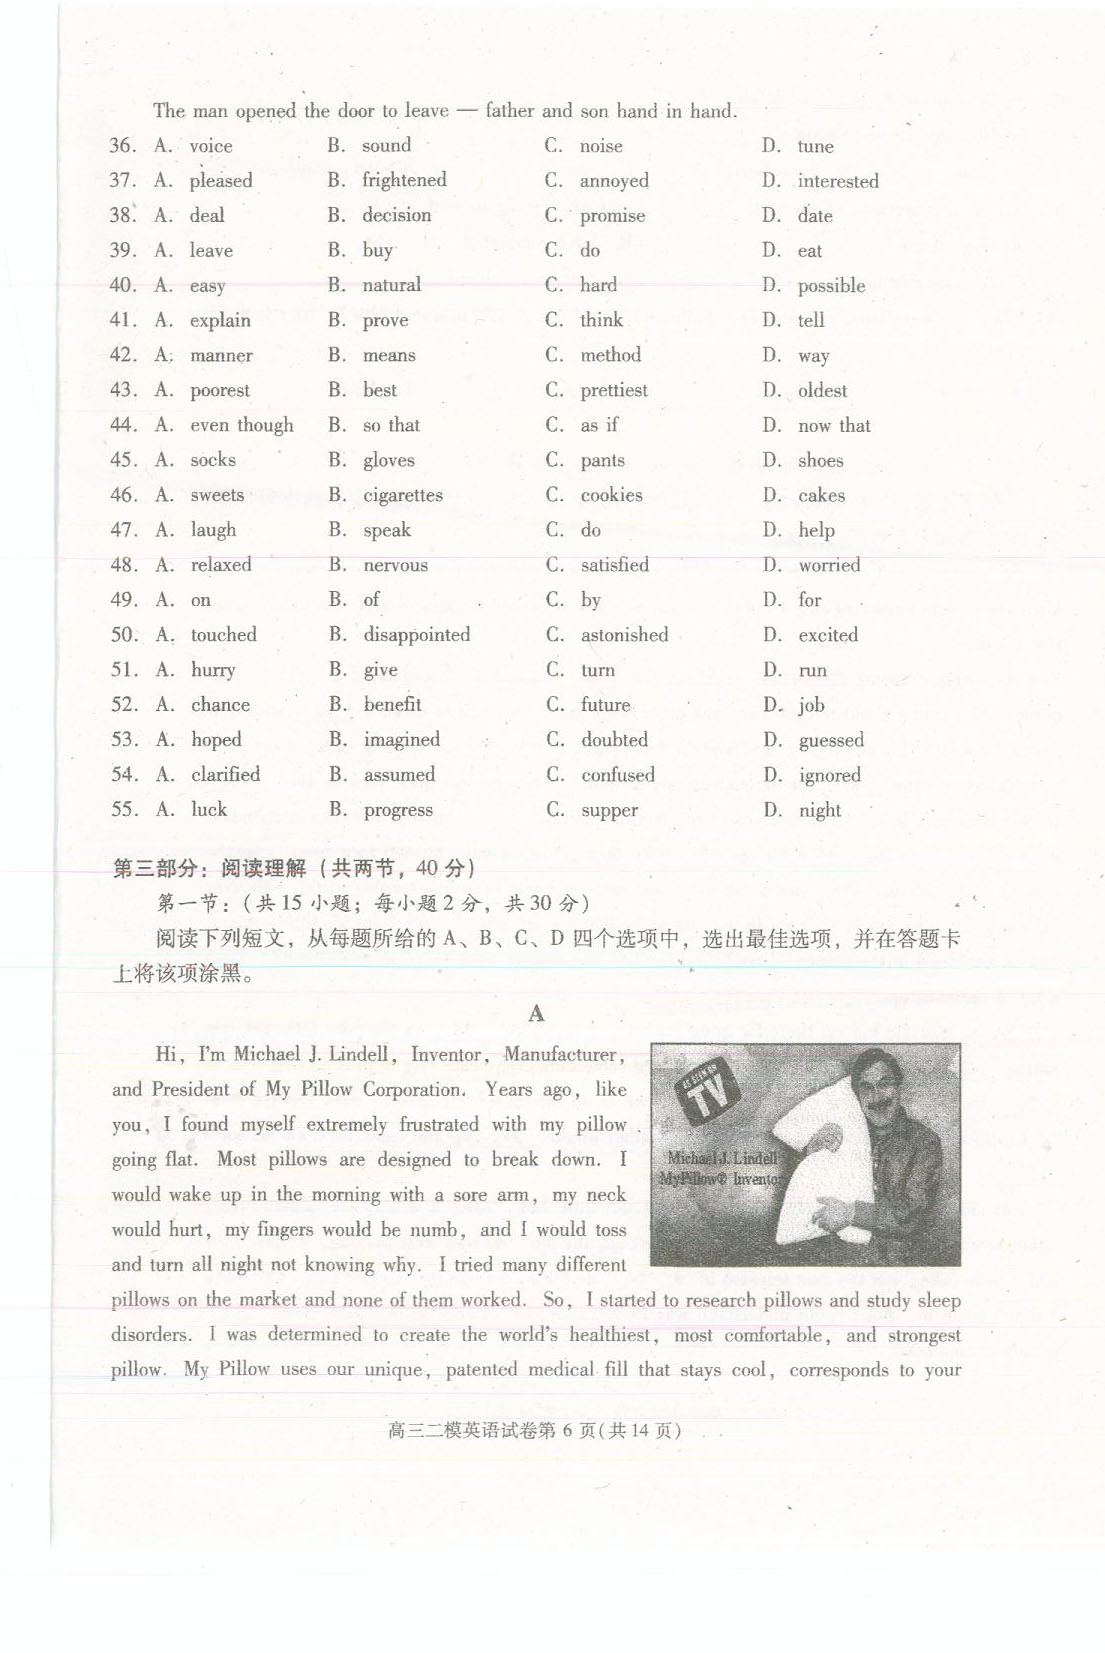 The man opened the door to leave — father and son hand in hand.
36. A. voice B. sound C. noise D. tune
37. A. pleased B. frightened C. annoyed D. interested
38. A. deal B. decision C. promise D. date
39. A. leave B. buy C. do D. eat
40. A. easy B. natural C. hard D. possible
41. A. explain B. prove C. think D. tell
42. A. manner B. means C. method D. way
43. A. poorest B. best C. prettiest D. oldest
44. A. even though B. so that C. as if D. now that
45. A. socks B. gloves C. pants D. shoes
46. A. sweets B. cigarettes C. cookies D. cakes
47. A. laugh B. speak C. do D. help
48. A. relaxed B. nervous C. satisfied D. worried
49. A. on B. of C. by D. for
50. A. touched B. disappointed C. astonished D. excited
51. A. hurry B. give C. turn D. run
52. A. chance B. benefit C. future D. job
53. A. hoped B. imagined C. doubted D. guessed
54. A. clarified B. assumed C. confused D. ignored
55. A. luck B. progress C. supper D. night
第三部分：阅读理解（共两节，40分）
第一节：（共15小题；每小题2分，共30分）
阅读下列短文，从每题所给的A、B、C、D四个选项中，选出最佳选项，并在答题卡
上将该项涂黑。
A
Hi, I'm Michael J. Lindell, Inventor, Manufacturer,
and President of My Pillow Corporation. Years ago, like
you, I found myself extremely frustrated with my pillow
going flat. Most pillows are designed to break down. I
would wake up in the morning with a sore arm, my neck
would hurt, my fingers would be numb, and I would toss
and turn all night not knowing why. I tried many different
AS SEEN ON
TV
Michael J. Lindell
MyPillow® Inventor
pillows on the market and none of them worked. So, I started to research pillows and study sleep
disorders. I was determined to create the world's healthiest, most comfortable, and strongest
pillow. My Pillow uses our unique, patented medical fill that stays cool, corresponds to your
高三二模英语试卷第6页(共14页)